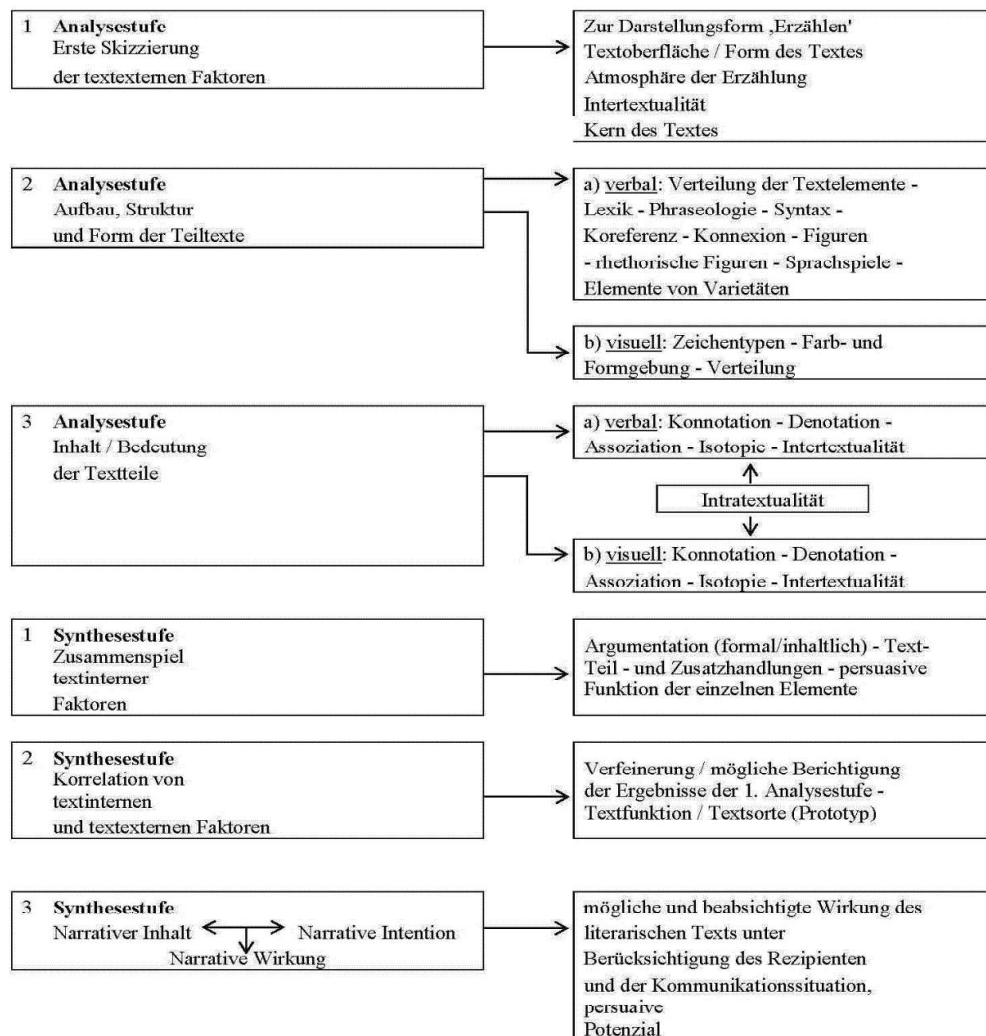 1 Analysestufe
Erste Skizzierung
der textexternen Faktoren
Zur Darstellungsform ‚Erzählen'
Textoberfläche / Form des Textes
Atmosphäre der Erzählung
Intertextualität
Kern des Textes
2 Analysestufe
Aufbau, Struktur
und Form der Teiltexte
a) verbal: Verteilung der Textelemente -
Lexik - Phraseologie - Syntax -
Koreferenz - Konnexion - Figuren
- rhethorische Figuren - Sprachspiele -
Elemente von Varietäten
b) visuell: Zeichentypen - Farb- und
Formgebung - Verteilung
3 Analysestufe
Inhalt / Bedeutung
der Textteile
a) verbal: Konnotation - Denotation -
Assoziation - Isotopie - Intertextualität
Intratextualität
b) visuell: Konnotation - Denotation -
Assoziation - Isotopie - Intertextualität
1 Synthesestufe
Zusammenspiel
textinterner
Faktoren
Argumentation (formal/inhaltlich) - Text-
Teil - und Zusatzhandlungen - persuasive
Funktion der einzelnen Elemente
2 Synthesestufe
Korrelation von
textinternen
und textexternen Faktoren
Verfeinerung / mögliche Berichtigung
der Ergebnisse der 1. Analysestufe -
Textfunktion / Textsorte (Prototyp)
3 Synthesestufe
Narrativer Inhalt Narrative Intention
Narrative Wirkung
mögliche und beabsichtigte Wirkung des
literarischen Texts unter
Berücksichtigung des Rezipienten
und der Kommunikationssituation,
persuaive
Potenzial